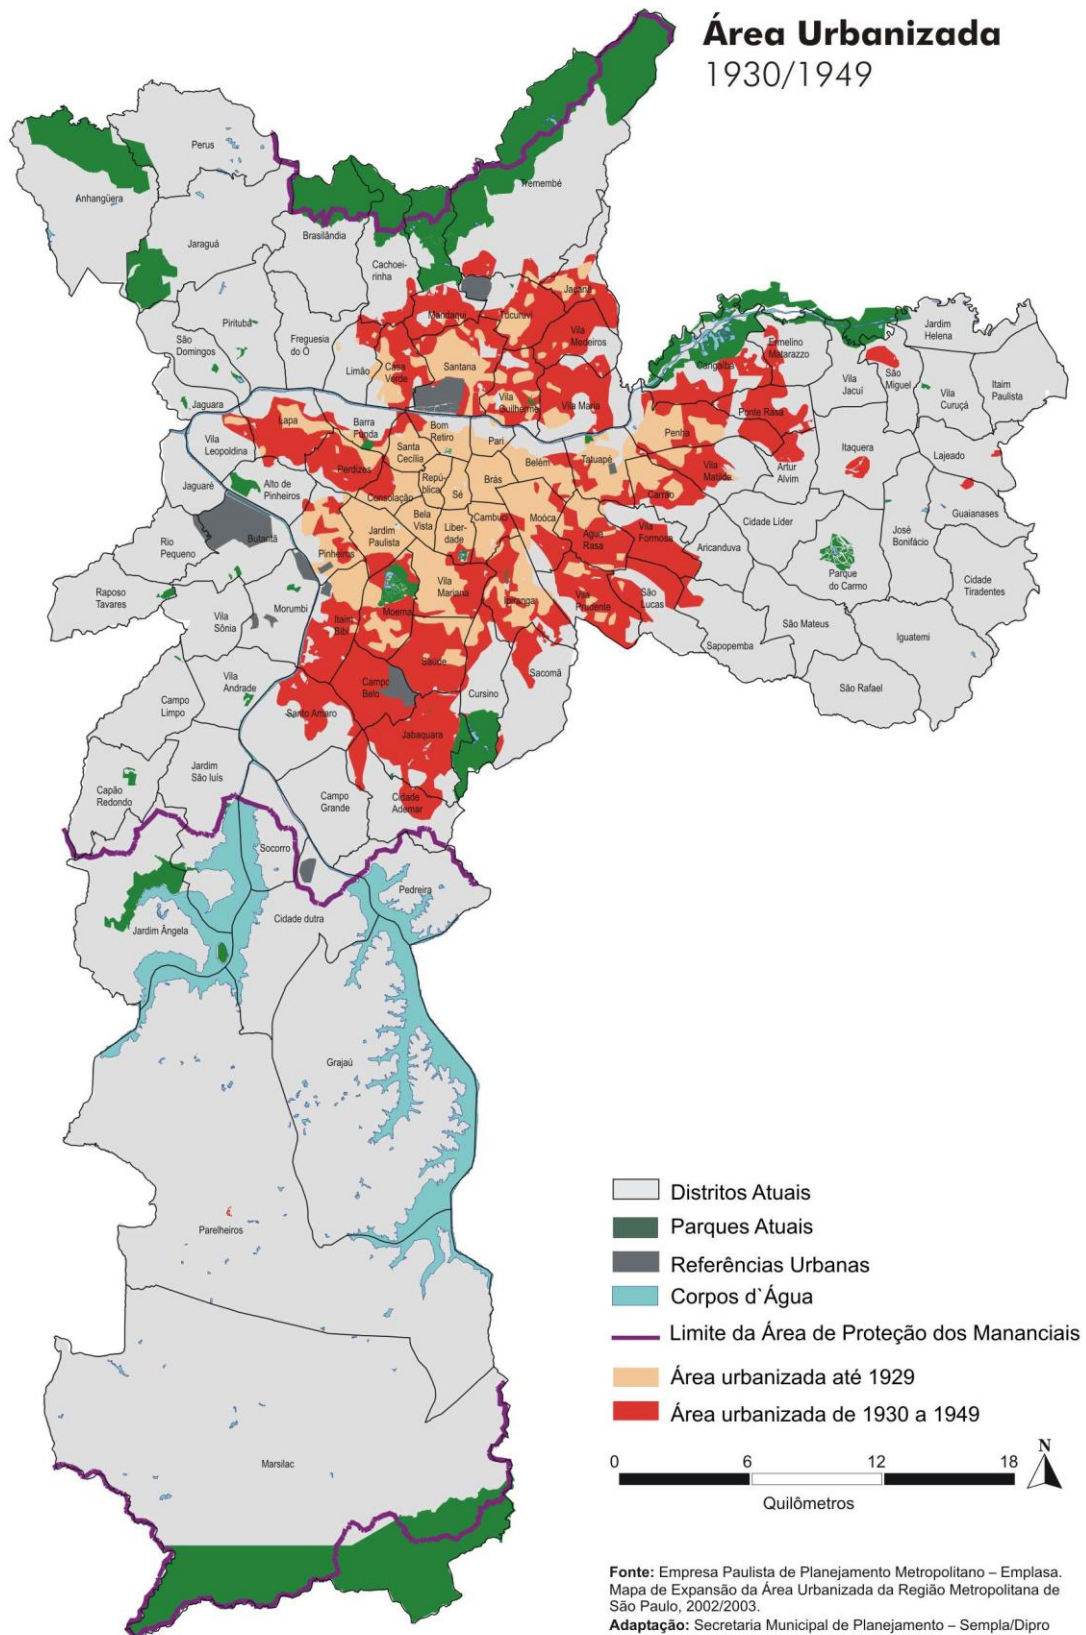 Área Urbanizada
1930/1949
Perus
Anhangüera
Tremembé
Brasilândia
Jaraguá
Cachoei-
rinha
Jaçanã
Mandaqui
Tucuruvi
Pirituba
Vila
Medeiros
São
Domingos
Freguesia
do Ó
Limão
Casa
Verde
Santana
Cangaíba
Ermelino
Matarazzo
Jardim
Helena
Vila
Jacuí
São
Miguel
Vila
Curuçá
Itaim
Paulista
Jaguara
Vila
Guilherme
Vila Maria
Ponte Rasa
Lapa
Barra
Funda
Bom
Retiro
Pari
Penha
Vila
Leopoldina
Santa
Cecília
Belém
Tatuapé
Itaquera
Lajeado
Perdizes
Vila
Matilde
Artur
Alvim
Jaguaré
Alto de
Pinheiros
Consolação
Repú-
blica
Sé
Brás
Carrão
Guaianases
Bela
Vista
Liber-
dade
Cambuci
Moóca
Cidade Líder
José
Bonifácio
Rio
Pequeno
Butantã
Pinheiros
Jardim
Paulista
Água
Rasa
Vila
Formosa
Aricanduva
Parque
do Carmo
Cidade
Tiradentes
Raposo
Tavares
Morumbi
Vila
Sônia
Itaim
Bibi
Moema
Vila
Mariana
Ipiranga
Vila
Prudente
São
Lucas
São Mateus
Iguatemi
Sapopemba
Vila
Andrade
Saúde
Sacomã
São Rafael
Campo
Limpo
Campo
Belo
Cursino
Santo Amaro
Jabaquara
Jardim
São luís
Capão
Redondo
Campo
Grande
Cidade
Ademar
Socorro
Pedreira
Cidade dutra
Jardim Ângela
Grajaú
Parelheiros
Marsilac
Distritos Atuais
Parques Atuais
Referências Urbanas
Corpos d`Água
Limite da Área de Proteção dos Mananciais
Área urbanizada até 1929
Área urbanizada de 1930 a 1949
0 6 12 18
N
Quilômetros
Fonte: Empresa Paulista de Planejamento Metropolitano – Emplasa.
Mapa de Expansão da Área Urbanizada da Região Metropolitana de
São Paulo, 2002/2003.
Adaptação: Secretaria Municipal de Planejamento – Sempla/Dipro